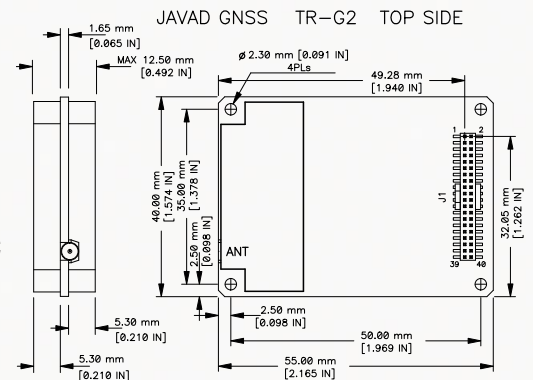 JAVAD GNSS TR-G2 TOP SIDE
1.65 mm
[0.065 IN]
MAX 12.50 mm
[0.492 IN]
ø 2.30 mm [0.091 IN]
4PLs
49.28 mm
[1.940 IN]
1
2
40.00 mm
[1.574 IN]
35.00 mm
[1.378 IN]
2.50 mm
[0.098 IN]
J1
32.05 mm
[1.262 IN]
ANT
39
40
2.50 mm
[0.098 IN]
5.30 mm
[0.210 IN]
50.00 mm
[1.969 IN]
5.30 mm
[0.210 IN]
55.00 mm
[2.165 IN]